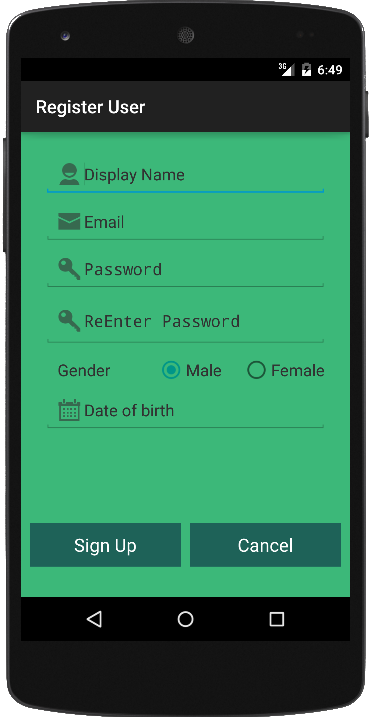 3G 6:49
Register User
Display Name
Email
Password
ReEnter Password
Gender Male Female
Date of birth
Sign Up Cancel